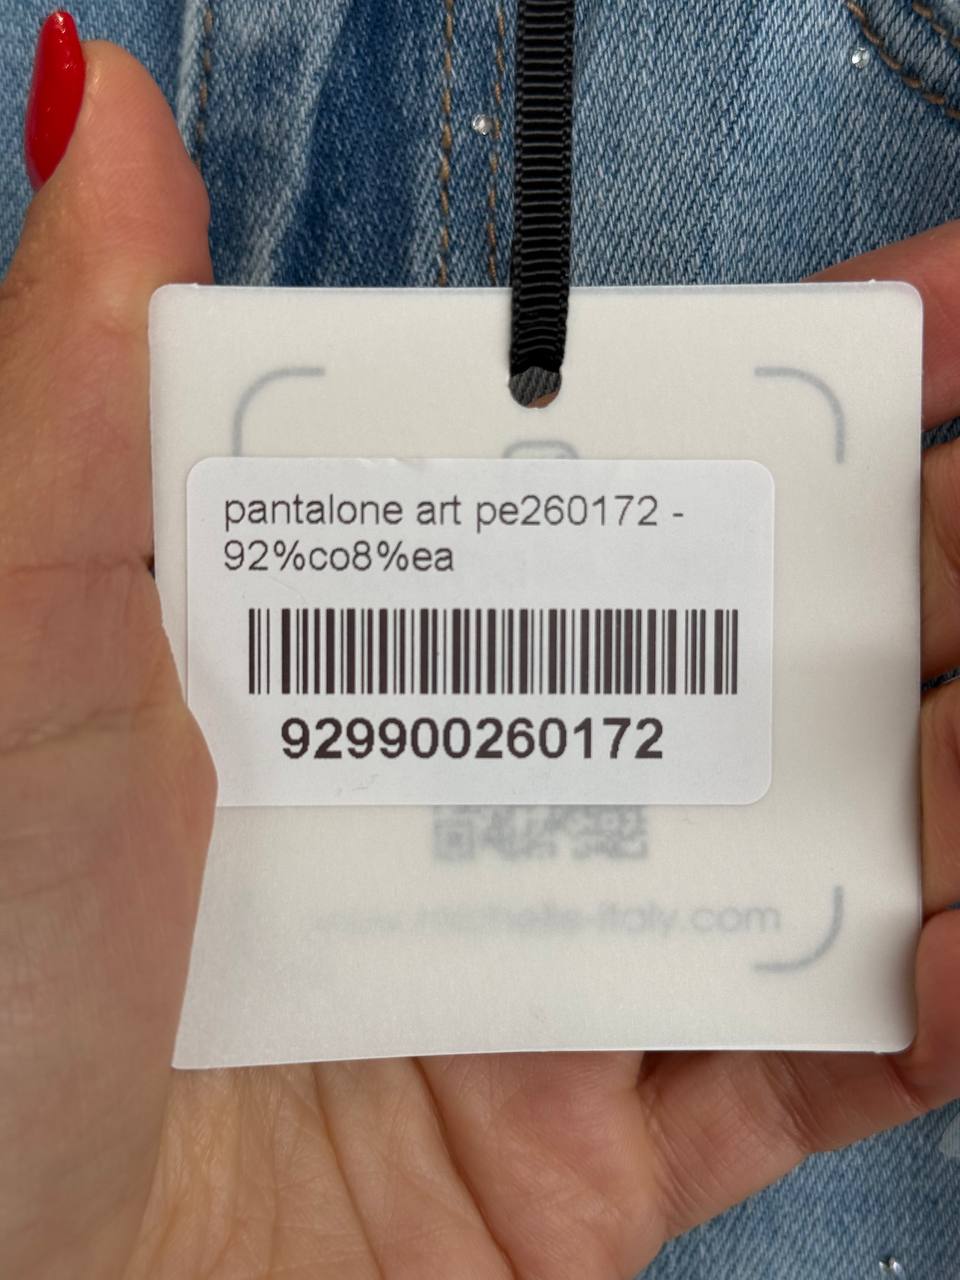 pantalone art pe260172 -
92%co8%ea
929900260172